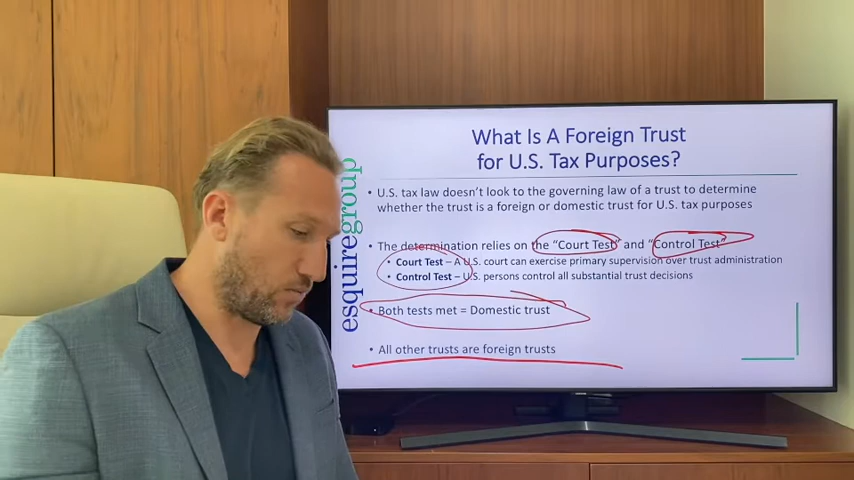 What Is A Foreign Trust
for U.S. Tax Purposes?
• U.S. tax law doesn't look to the governing law of a trust to determine
whether the trust is a foreign or domestic trust for U.S. tax purposes
• The determination relies on the "Court Test" and "Control Test"
• Court Test – A U.S. court can exercise primary supervision over trust administration
• Control Test – U.S. persons control all substantial trust decisions
• Both tests met = Domestic trust
• All other trusts are foreign trusts
esquiregroup